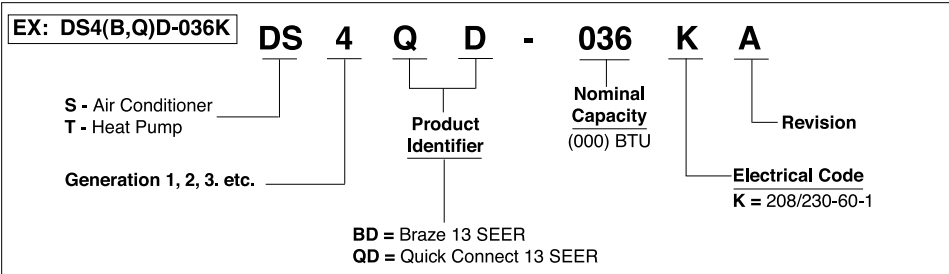 EX: DS4(B,Q)D-036K
DS 4 Q D - 036 K A
S - Air Conditioner
T - Heat Pump
Generation 1, 2, 3. etc.
Product
Identifier
BD = Braze 13 SEER
QD = Quick Connect 13 SEER
Nominal
Capacity
(000) BTU
Revision
Electrical Code
K = 208/230-60-1